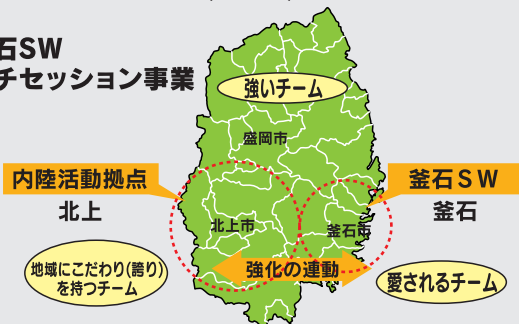 石SW
チセッション事業
強いチーム
盛岡市
内陸活動拠点
北上
釜石SW
釜石
北上市
釜石市
強化の運動
地域にこだわり(誇り)
を持つチーム
愛されるチーム